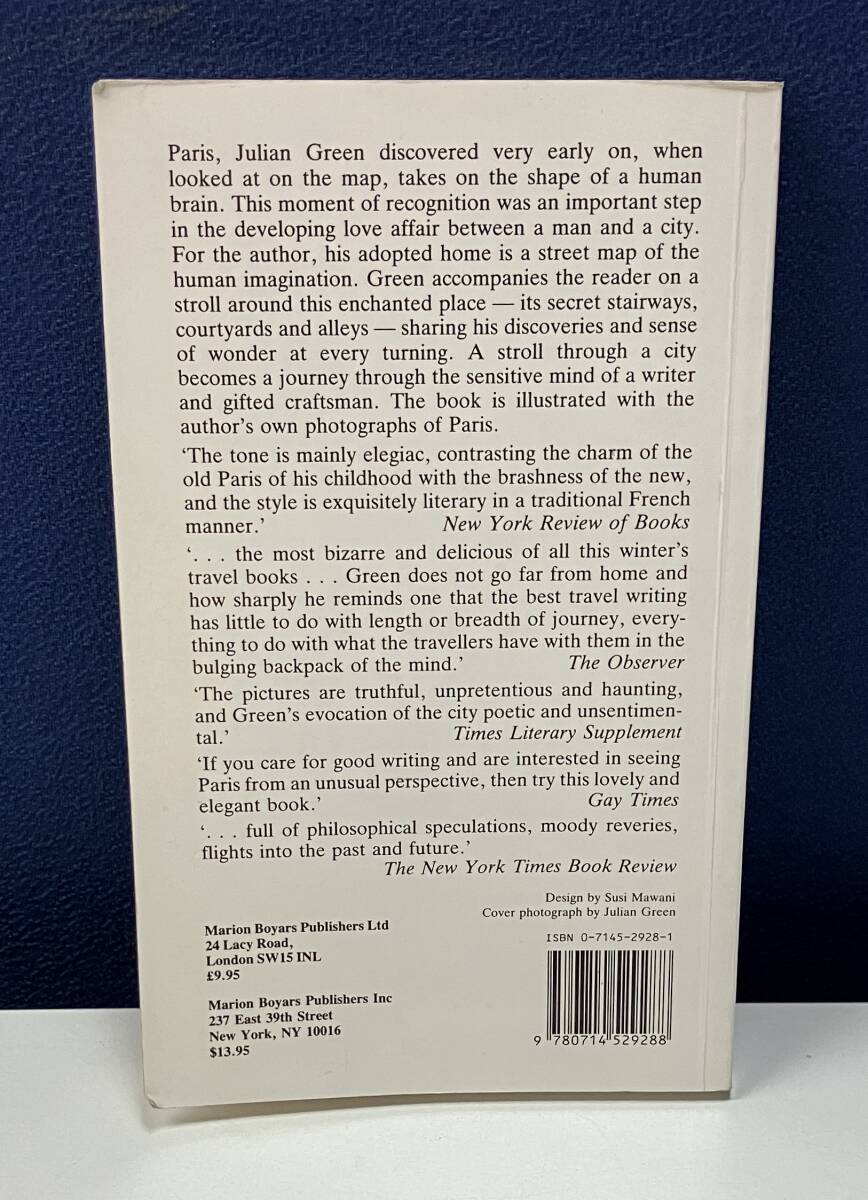 Paris, Julian Green discovered very early on, when
looked at on the map, takes on the shape of a human
brain. This moment of recognition was an important step
in the developing love affair between a man and a city.
For the author, his adopted home is a street map of the
human imagination. Green accompanies the reader on a
stroll around this enchanted place — its secret stairways,
courtyards and alleys — sharing his discoveries and sense
of wonder at every turning. A stroll through a city
becomes a journey through the sensitive mind of a writer
and gifted craftsman. The book is illustrated with the
author's own photographs of Paris.
‘The tone is mainly elegiac, contrasting the charm of the
old Paris of his childhood with the brashness of the new,
and the style is exquisitely literary in a traditional French
manner.’ New York Review of Books
‘. . . the most bizarre and delicious of all this winter's
travel books . . . Green does not go far from home and
how sharply he reminds one that the best travel writing
has little to do with length or breadth of journey, every-
thing to do with what the travellers have with them in the
bulging backpack of the mind.’ The Observer
‘The pictures are truthful, unpretentious and haunting,
and Green's evocation of the city poetic and unsentimen-
tal.’ Times Literary Supplement
‘If you care for good writing and are interested in seeing
Paris from an unusual perspective, then try this lovely and
elegant book.’ Gay Times
‘. . . full of philosophical speculations, moody reveries,
flights into the past and future.’
The New York Times Book Review
Design by Susi Mawani
Cover photograph by Julian Green
Marion Boyars Publishers Ltd
24 Lacy Road,
London SW15 INL
£9.95
Marion Boyars Publishers Inc
237 East 39th Street
New York, NY 10016
$13.95
ISBN 0-7145-2928-1
9 780714 529288